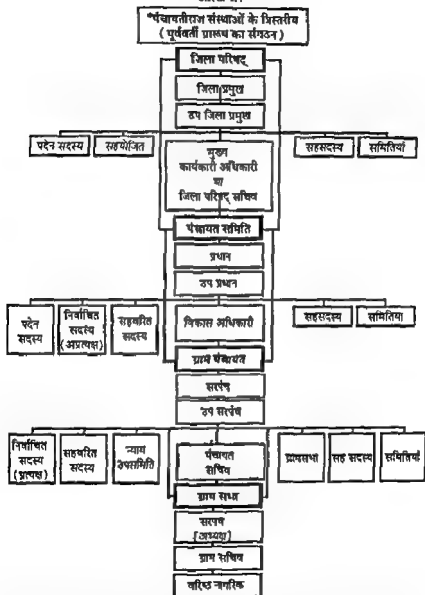 *पंचायतीराज संस्थाओं के त्रिस्तरीय
(पूर्ववर्ती प्रारूप का संगठन)
जिला परिषद्
जिला प्रमुख
उप जिला प्रमुख
पदेन सदस्य
सहयोजित
मुख्य
कार्यकारी अधिकारी
या
जिला परिषद् सचिव
सहसदस्य
समितियां
पंचायत समिति
प्रधान
उप प्रधान
पदेन
सदस्य
निर्वाचित
सदस्य
(अप्रत्यक्ष)
सहवरित
सदस्य
विकास अधिकारी
सहसदस्य
समितियां
ग्राम पंचायत
सरपंच
उप सरपंच
निर्वाचित
सदस्य
(प्रत्यक्ष)
सहवरित
सदस्य
न्याय
उपसमिति
पंचायत
सचिव
ग्रामसभा
सह सदस्य
समितियाँ
ग्राम सभा
सरपंच
[अध्यक्ष]
ग्राम सचिव
वरिष्ठ नागरिक